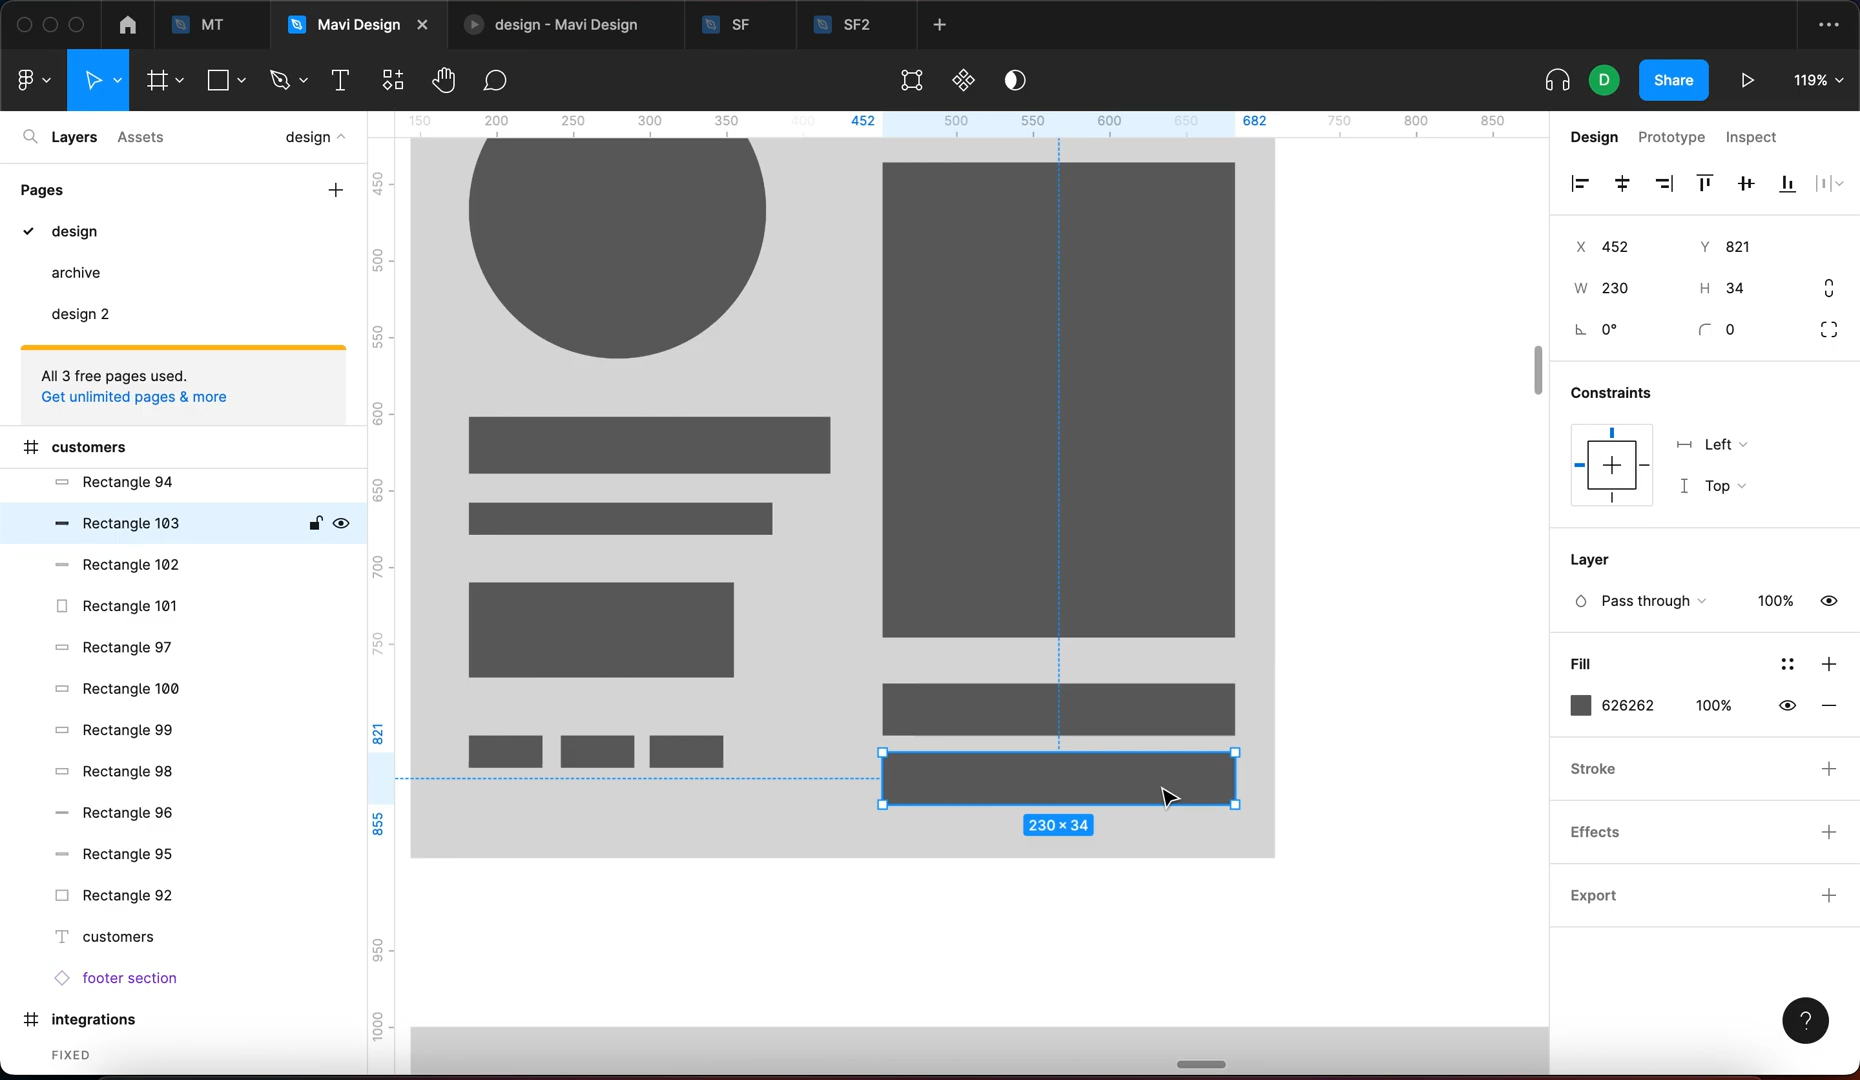 MT
Mavi Design
design - Mavi Design
SF
SF2
D
Share
119%
Layers
Assets
design
Pages
design
archive
design 2
All 3 free pages used.
Get unlimited pages & more
customers
Rectangle 94
Rectangle 103
Rectangle 102
Rectangle 101
Rectangle 97
Rectangle 100
Rectangle 99
Rectangle 98
Rectangle 96
Rectangle 95
Rectangle 92
customers
footer section
integrations
FIXED
150 200 250 300 350 400 452 500 550 600 650 682 750 800 850
450
500
550
600
650
700
750
821
855
950
1000
230 × 34
Design
Prototype
Inspect
X 452 Y 821
W 230 H 34
0° 0
Constraints
Left
Top
Layer
Pass through 100%
Fill
626262 100%
Stroke
Effects
Export
?